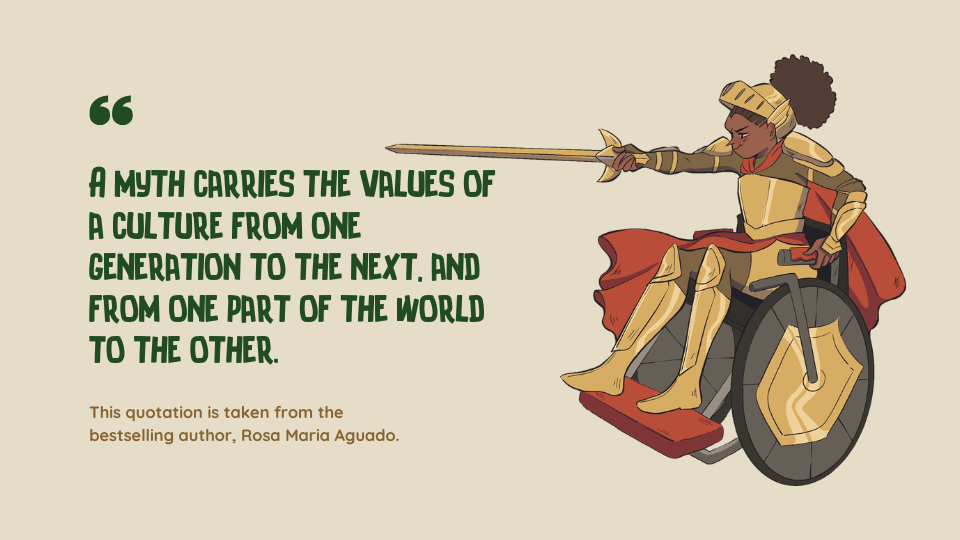 “
A MYTH CARRIES THE VALUES OF
A CULTURE FROM ONE
GENERATION TO THE NEXT, AND
FROM ONE PART OF THE WORLD
TO THE OTHER.
This quotation is taken from the
bestselling author, Rosa Maria Aguado.